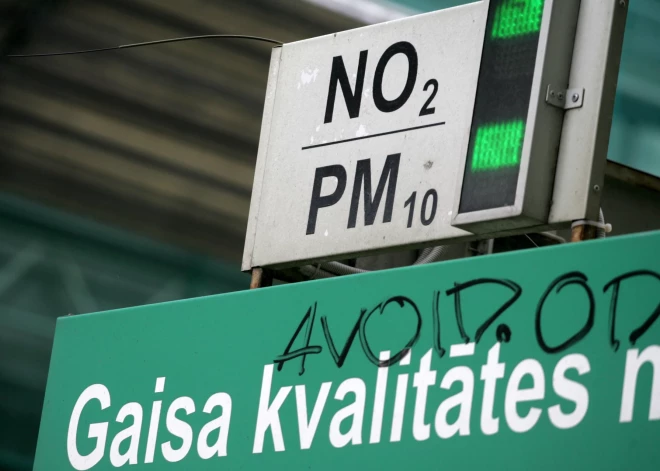 NO₂
PM₁₀
AVOID.
Gaisa kvalitātes